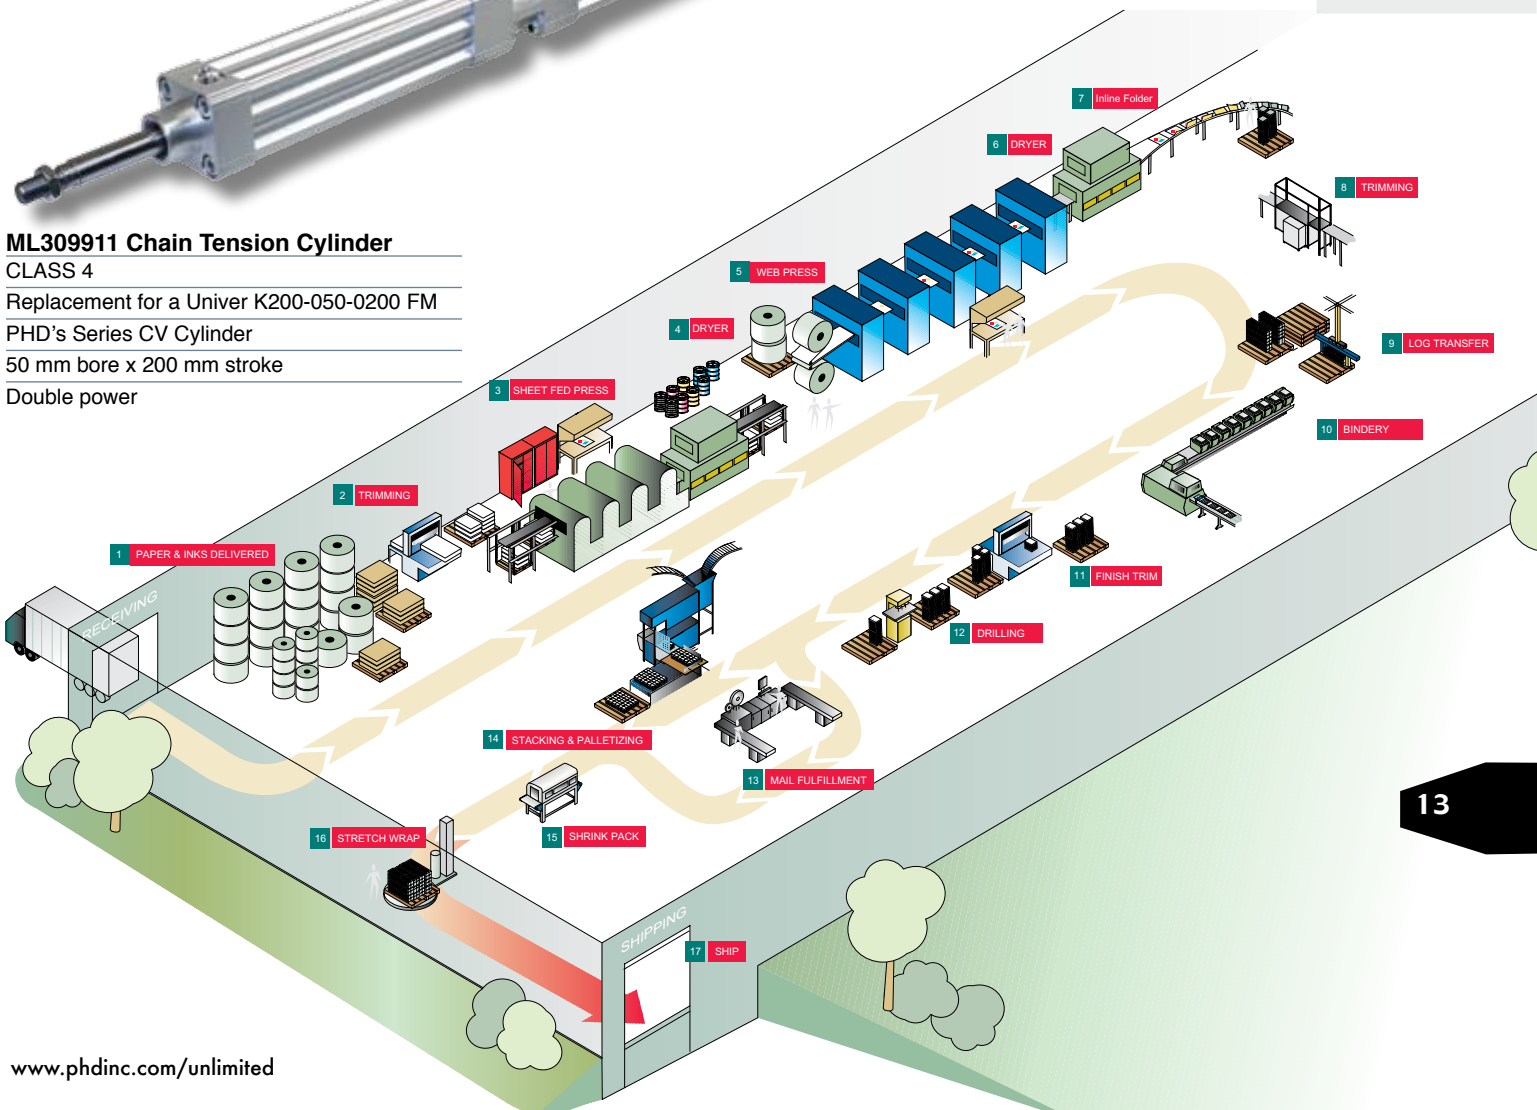 ML309911 Chain Tension Cylinder
CLASS 4
Replacement for a Univer K200-050-0200 FM
PHD's Series CV Cylinder
50 mm bore x 200 mm stroke
Double power
1 PAPER & INKS DELIVERED
2 TRIMMING
3 SHEET FED PRESS
4 DRYER
5 WEB PRESS
6 DRYER
7 Inline Folder
8 TRIMMING
9 LOG TRANSFER
10 BINDERY
11 FINISH TRIM
12 DRILLING
13 MAIL FULFILLMENT
14 STACKING & PALLETIZING
15 SHRINK PACK
16 STRETCH WRAP
17 SHIP
RECEIVING
SHIPPING
13
www.phdinc.com/unlimited